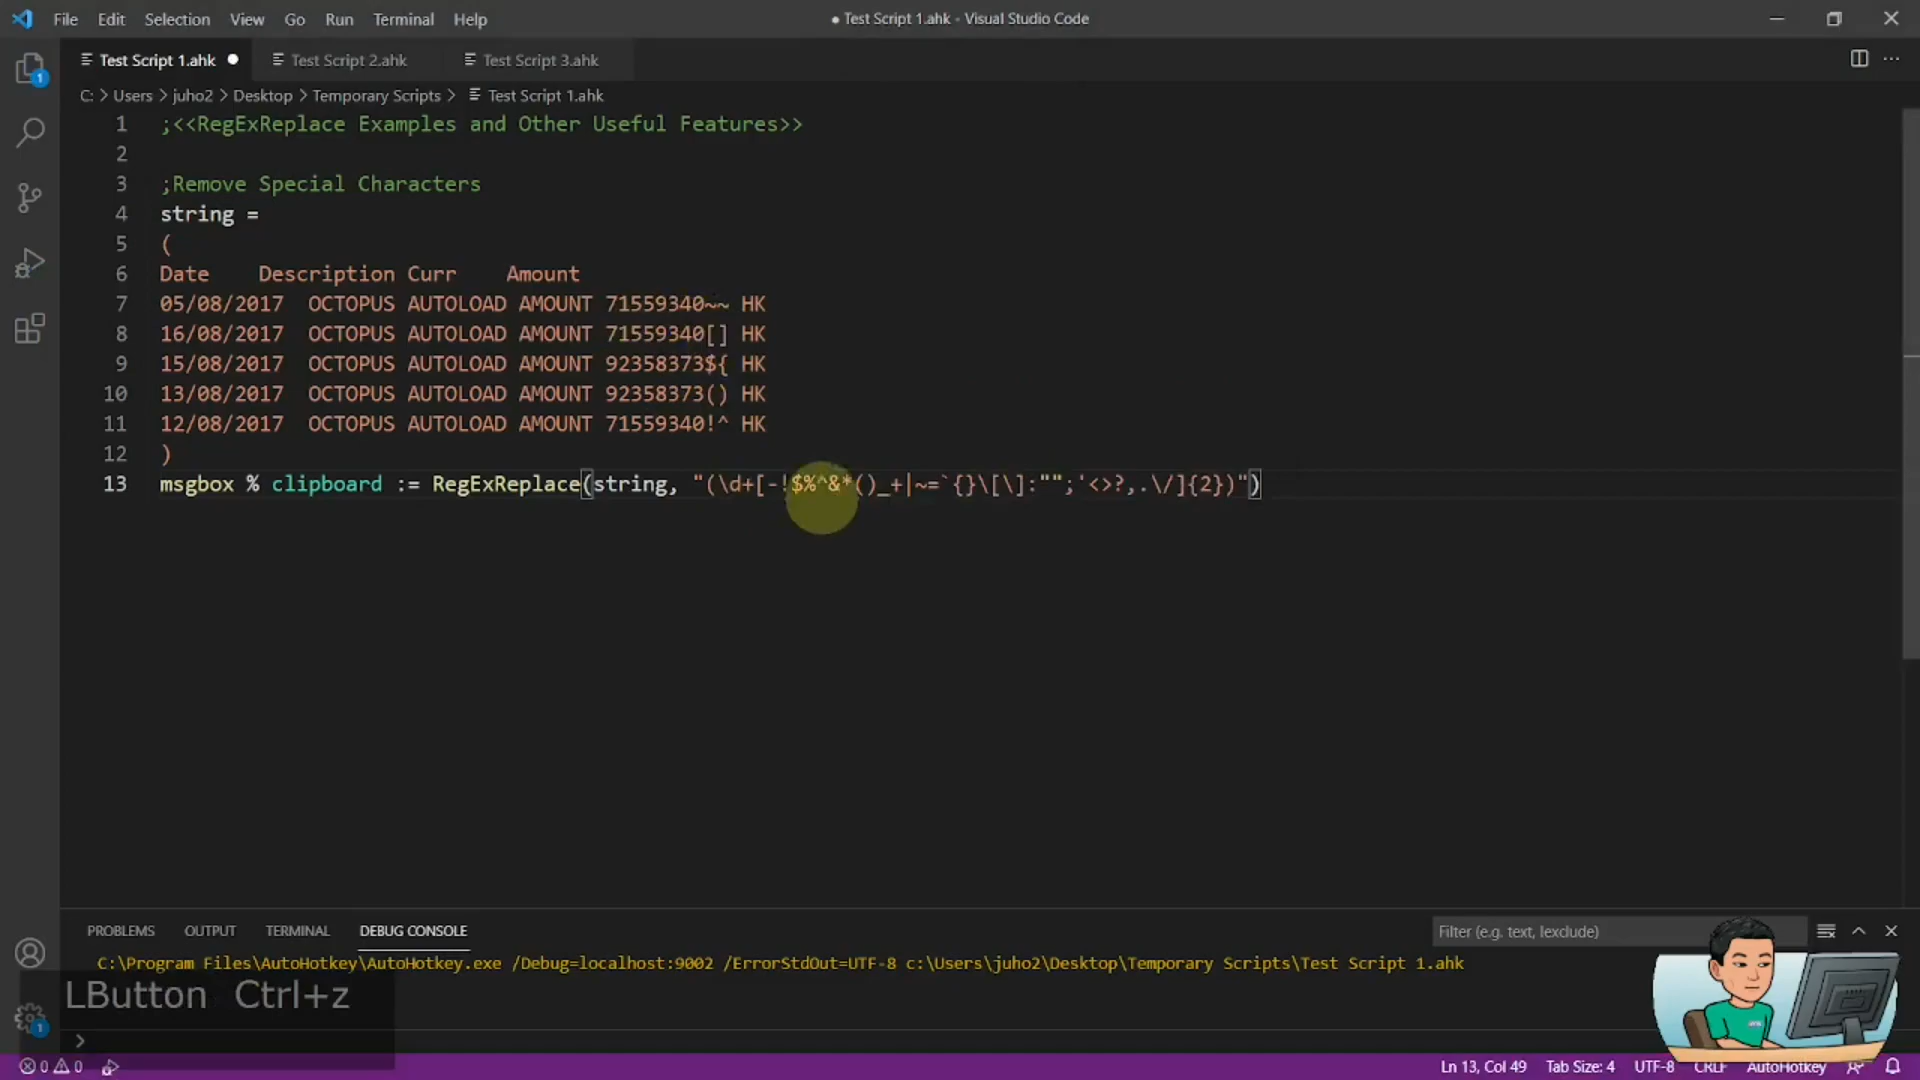 File Edit Selection View Go Run Terminal Help
● Test Script 1.ahk - Visual Studio Code
Test Script 1.ahk ● Test Script 2.ahk Test Script 3.ahk
C: > Users > juho2 > Desktop > Temporary Scripts > Test Script 1.ahk
1 ;<<RegExReplace Examples and Other Useful Features>>
2
3 ;Remove Special Characters
4 string =
5 (
6 Date    Description Curr    Amount
7 05/08/2017  OCTOPUS AUTOLOAD AMOUNT 71559340~~ HK
8 16/08/2017  OCTOPUS AUTOLOAD AMOUNT 71559340[] HK
9 15/08/2017  OCTOPUS AUTOLOAD AMOUNT 92358373${ HK
10 13/08/2017  OCTOPUS AUTOLOAD AMOUNT 92358373() HK
11 12/08/2017  OCTOPUS AUTOLOAD AMOUNT 71559340!^ HK
12 )
13 msgbox % clipboard := RegExReplace(string, "(\d+[-!$%^&*()_+|~=`{}\[\]:"";'<>?,.\/]{2})")
PROBLEMS OUTPUT TERMINAL DEBUG CONSOLE
Filter (e.g. text, !exclude)
C:\Program Files\AutoHotkey\AutoHotkey.exe /Debug=localhost:9002 /ErrorStdOut=UTF-8 c:\Users\juho2\Desktop\Temporary Scripts\Test Script 1.ahk
LButton Ctrl+z
1
1
>
0 0
Ln 13, Col 49 Tab Size: 4 UTF-8 CRLF AutoHotkey